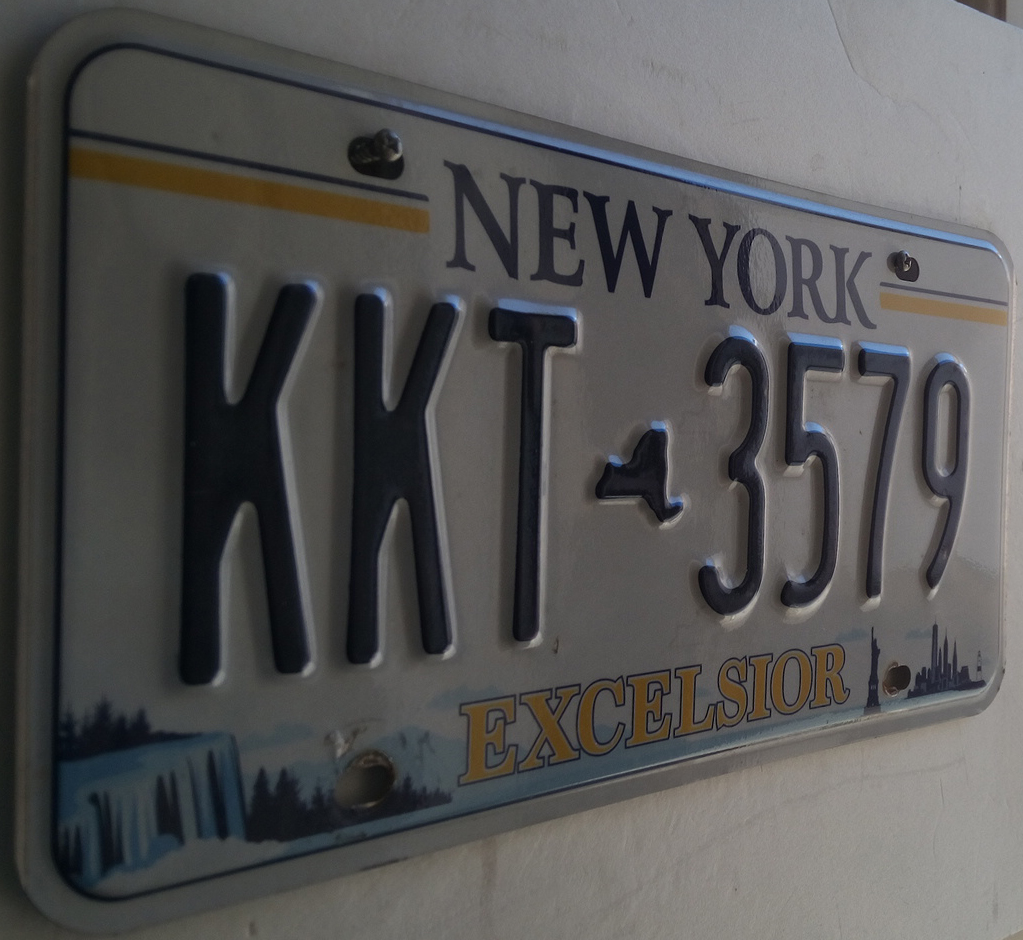 NEW YORK
KKT 3579
EXCELSIOR